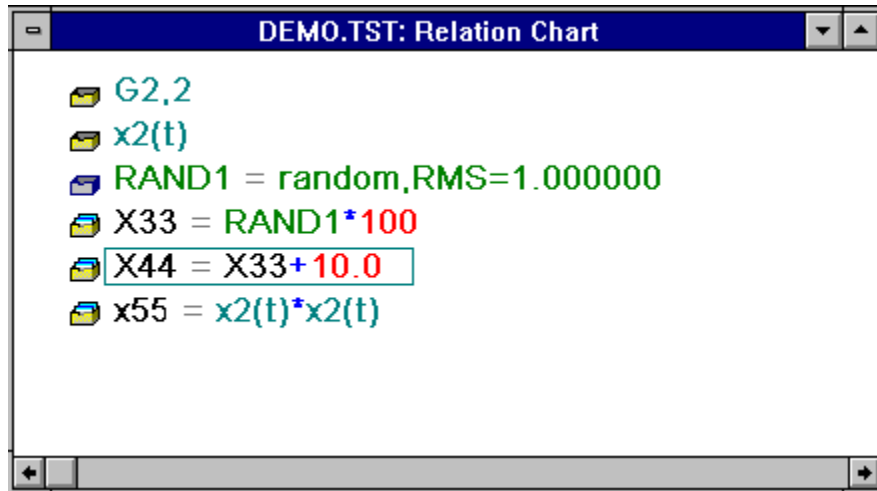 DEMO.TST: Relation Chart
G2,2
x2(t)
RAND1 = random,RMS=1.000000
X33 = RAND1*100
X44 = X33+10.0
x55 = x2(t)*x2(t)